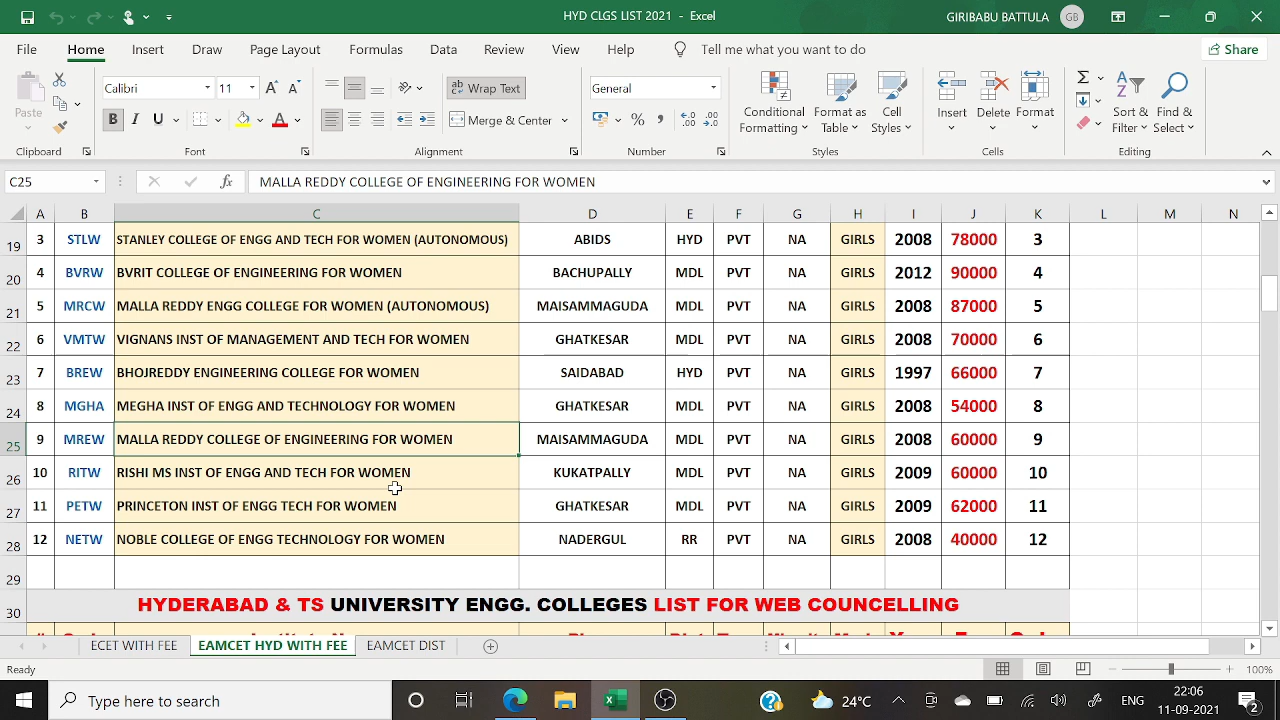 HYD CLGS LIST 2021 - Excel
GIRIBABU BATTULA GB
File Home Insert Draw Page Layout Formulas Data Review View Help Tell me what you want to do Share
Calibri 11 Wrap Text General
Paste B I U A Merge & Center Conditional Formatting Format as Table Cell Styles Insert Delete Format Sort & Filter Find & Select
Clipboard Font Alignment Number Styles Cells Editing
C25 fx MALLA REDDY COLLEGE OF ENGINEERING FOR WOMEN
A B C D E F G H I J K L M N
19 3 STLW STANLEY COLLEGE OF ENGG AND TECH FOR WOMEN (AUTONOMOUS) ABIDS HYD PVT NA GIRLS 2008 78000 3
20 4 BVRW BVRIT COLLEGE OF ENGINEERING FOR WOMEN BACHUPALLY MDL PVT NA GIRLS 2012 90000 4
21 5 MRCW MALLA REDDY ENGG COLLEGE FOR WOMEN (AUTONOMOUS) MAISAMMAGUDA MDL PVT NA GIRLS 2008 87000 5
22 6 VMTW VIGNANS INST OF MANAGEMENT AND TECH FOR WOMEN GHATKESAR MDL PVT NA GIRLS 2008 70000 6
23 7 BREW BHOJREDDY ENGINEERING COLLEGE FOR WOMEN SAIDABAD HYD PVT NA GIRLS 1997 66000 7
24 8 MGHA MEGHA INST OF ENGG AND TECHNOLOGY FOR WOMEN GHATKESAR MDL PVT NA GIRLS 2008 54000 8
25 9 MREW MALLA REDDY COLLEGE OF ENGINEERING FOR WOMEN MAISAMMAGUDA MDL PVT NA GIRLS 2008 60000 9
26 10 RITW RISHI MS INST OF ENGG AND TECH FOR WOMEN KUKATPALLY MDL PVT NA GIRLS 2009 60000 10
27 11 PETW PRINCETON INST OF ENGG TECH FOR WOMEN GHATKESAR MDL PVT NA GIRLS 2009 62000 11
28 12 NETW NOBLE COLLEGE OF ENGG TECHNOLOGY FOR WOMEN NADERGUL RR PVT NA GIRLS 2008 40000 12
29
30 HYDERABAD & TS UNIVERSITY ENGG. COLLEGES LIST FOR WEB COUNCELLING
ECET WITH FEE EAMCET HYD WITH FEE EAMCET DIST
Ready 100%
Type here to search 24°C ENG 22:06
11-09-2021 2